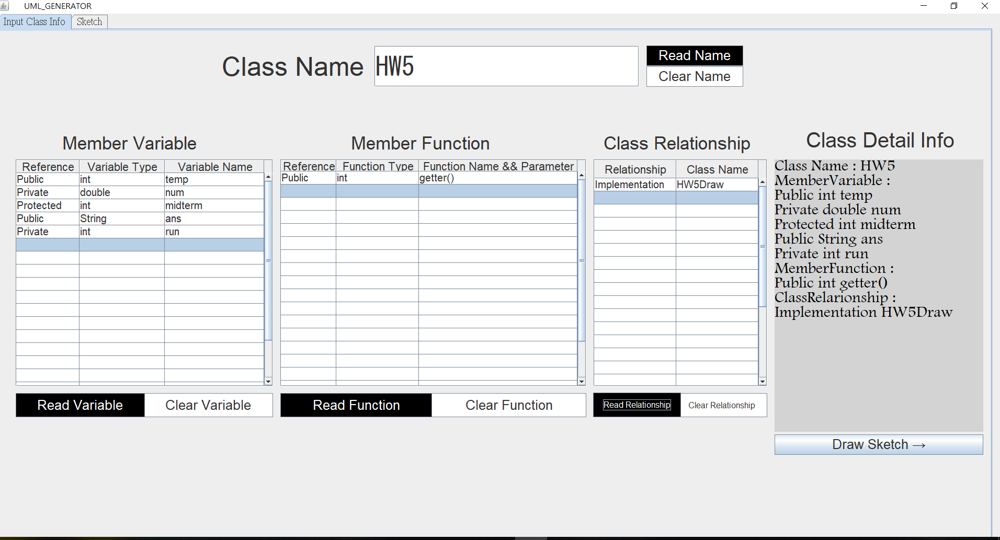 UML_GENERATOR
Input Class Info Sketch
Class Name HW5 Read Name
Clear Name
Member Variable Member Function Class Relationship Class Detail Info
Reference Variable Type Variable Name
Public int temp
Private double num
Protected int midterm
Public String ans
Private int run
Read Variable Clear Variable
Reference Function Type Function Name && Parameter
Public int getter()
Read Function Clear Function
Relationship Class Name
Implementation HW5Draw
Read Relationship Clear Relationship
Class Name : HW5
MemberVariable :
Public int temp
Private double num
Protected int midterm
Public String ans
Private int run
MemberFunction :
Public int getter()
ClassRelarionship :
Implementation HW5Draw
Draw Sketch →